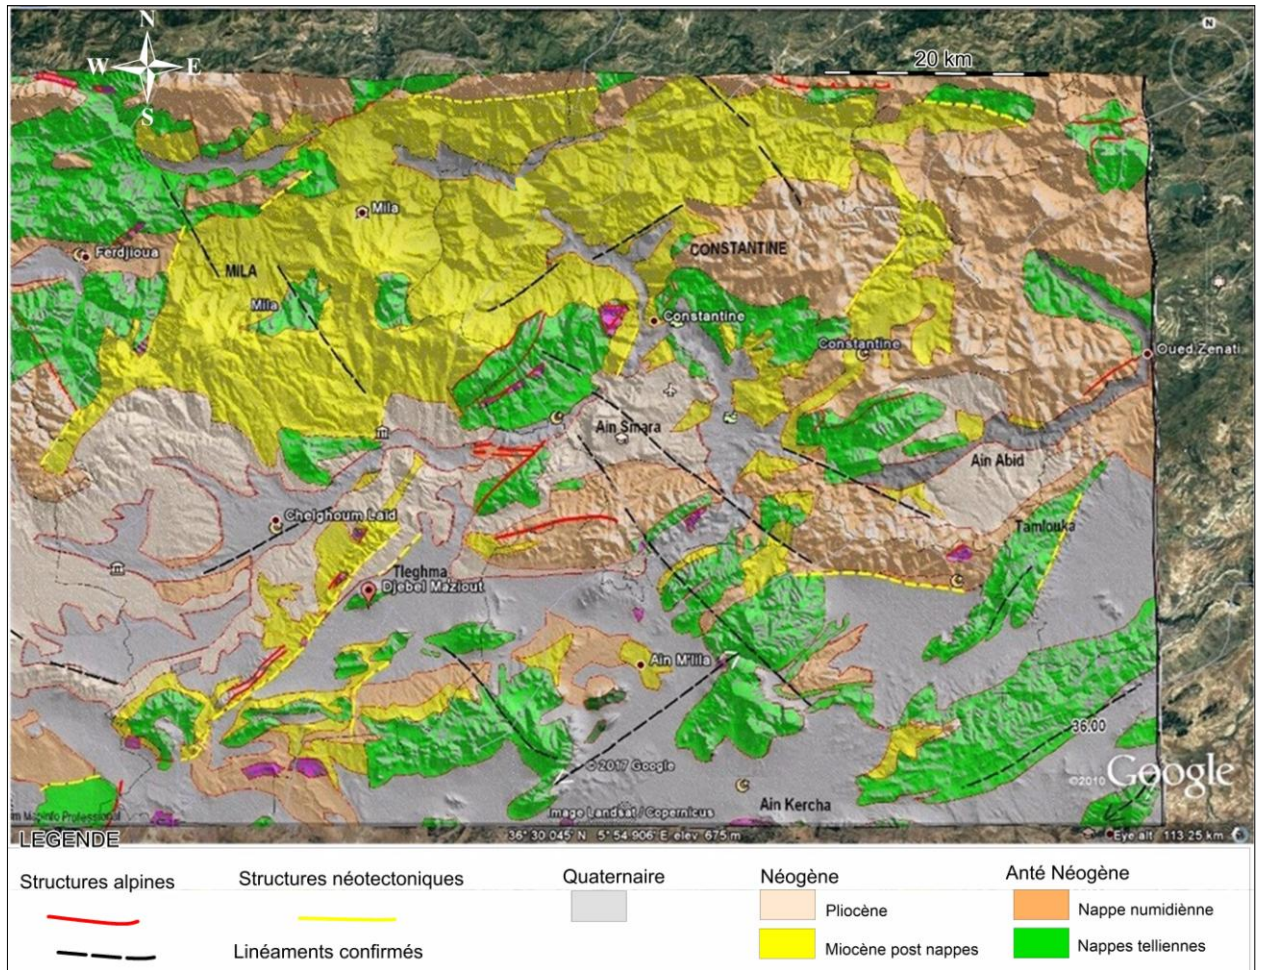 N
W E
S
N
20 km
Mila
CONSTANTINE
Ferdjioua
MILA
Mila
Constantine
Constantine
Oued Zenati
Ain Smara
Ain Abid
Chelghoum Laid
Tamlouka
Tleghma
Djebel Maziout
Ain M'lila
36.00
© 2017 Google
©2010 Google
Ain Kercha
Image Landsat / Copernicus
m MapInfo Professional
36° 30 045' N 5° 54 906' E elev 675 m
Eye alt 113 25 km
LEGENDE
Structures alpines
Structures néotectoniques
Quaternaire
Néogène
Anté Néogène
Pliocène
Nappe numidiènne
Linéaments confirmés
Miocène post nappes
Nappes telliennes